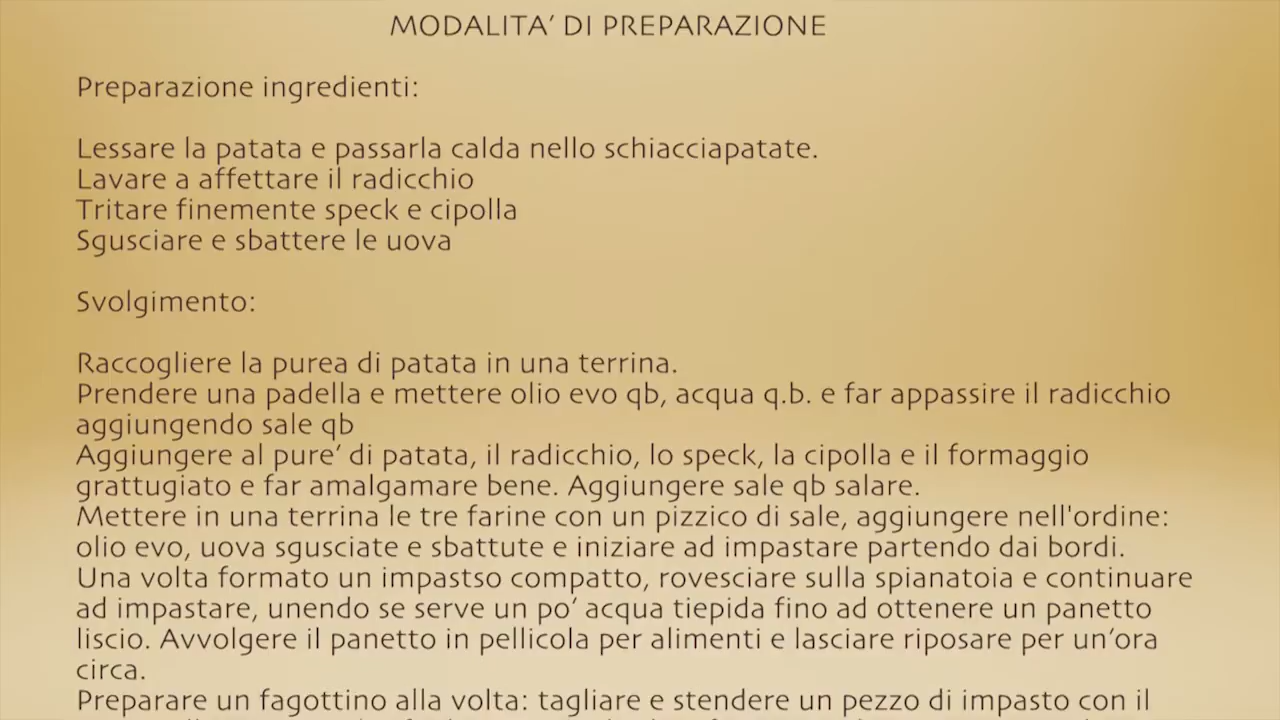 MODALITA’ DI PREPARAZIONE
Preparazione ingredienti:
Lessare la patata e passarla calda nello schiacciapatate.
Lavare a affettare il radicchio
Tritare finemente speck e cipolla
Sgusciare e sbattere le uova
Svolgimento:
Raccogliere la purea di patata in una terrina.
Prendere una padella e mettere olio evo qb, acqua q.b. e far appassire il radicchio
aggiungendo sale qb
Aggiungere al pure’ di patata, il radicchio, lo speck, la cipolla e il formaggio
grattugiato e far amalgamare bene. Aggiungere sale qb salare.
Mettere in una terrina le tre farine con un pizzico di sale, aggiungere nell'ordine:
olio evo, uova sgusciate e sbattute e iniziare ad impastare partendo dai bordi.
Una volta formato un impastso compatto, rovesciare sulla spianatoia e continuare
ad impastare, unendo se serve un po’ acqua tiepida fino ad ottenere un panetto
liscio. Avvolgere il panetto in pellicola per alimenti e lasciare riposare per un’ora
circa.
Preparare un fagottino alla volta: tagliare e stendere un pezzo di impasto con il